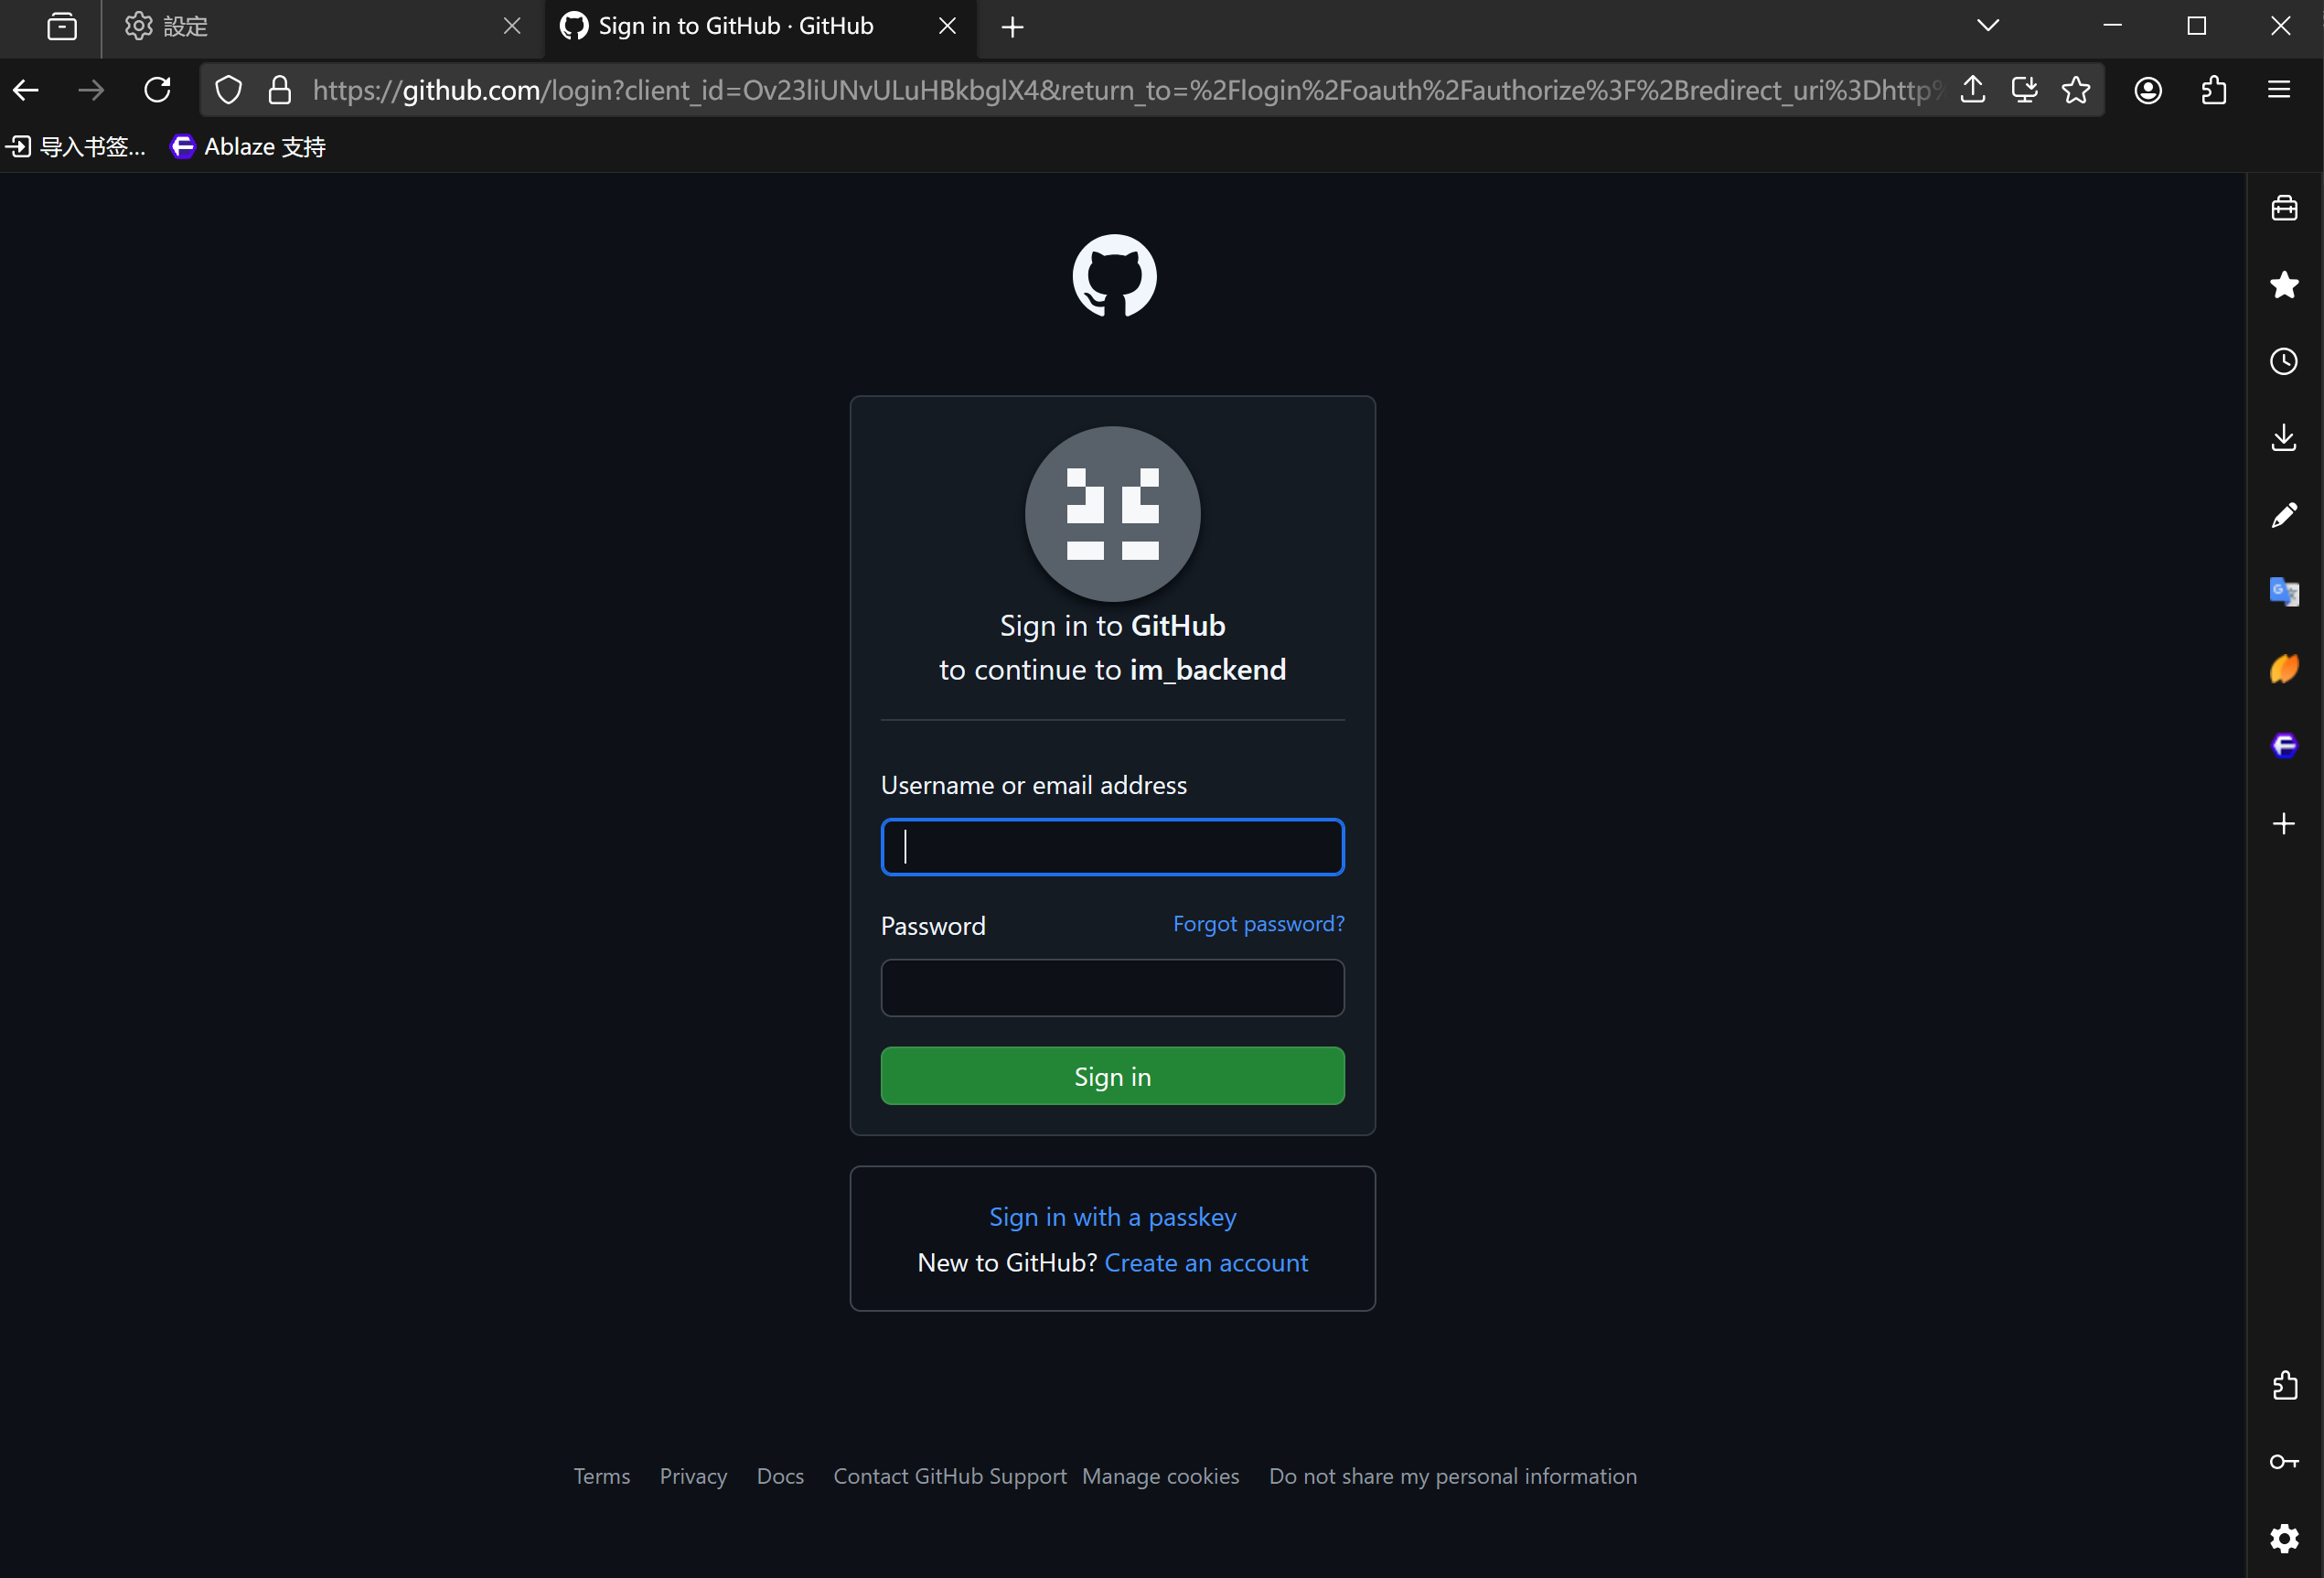 設定
Sign in to GitHub · GitHub
https://github.com/login?client_id=Ov23liUNvULuHBkbglX4&return_to=%2Flogin%2Foauth%2Fauthorize%3F%2Bredirect_uri%3Dhttp%
导入书签...
Ablaze 支持
Sign in to GitHub
to continue to im_backend
Username or email address
Password
Forgot password?
Sign in
Sign in with a passkey
New to GitHub? Create an account
Terms Privacy Docs Contact GitHub Support Manage cookies Do not share my personal information